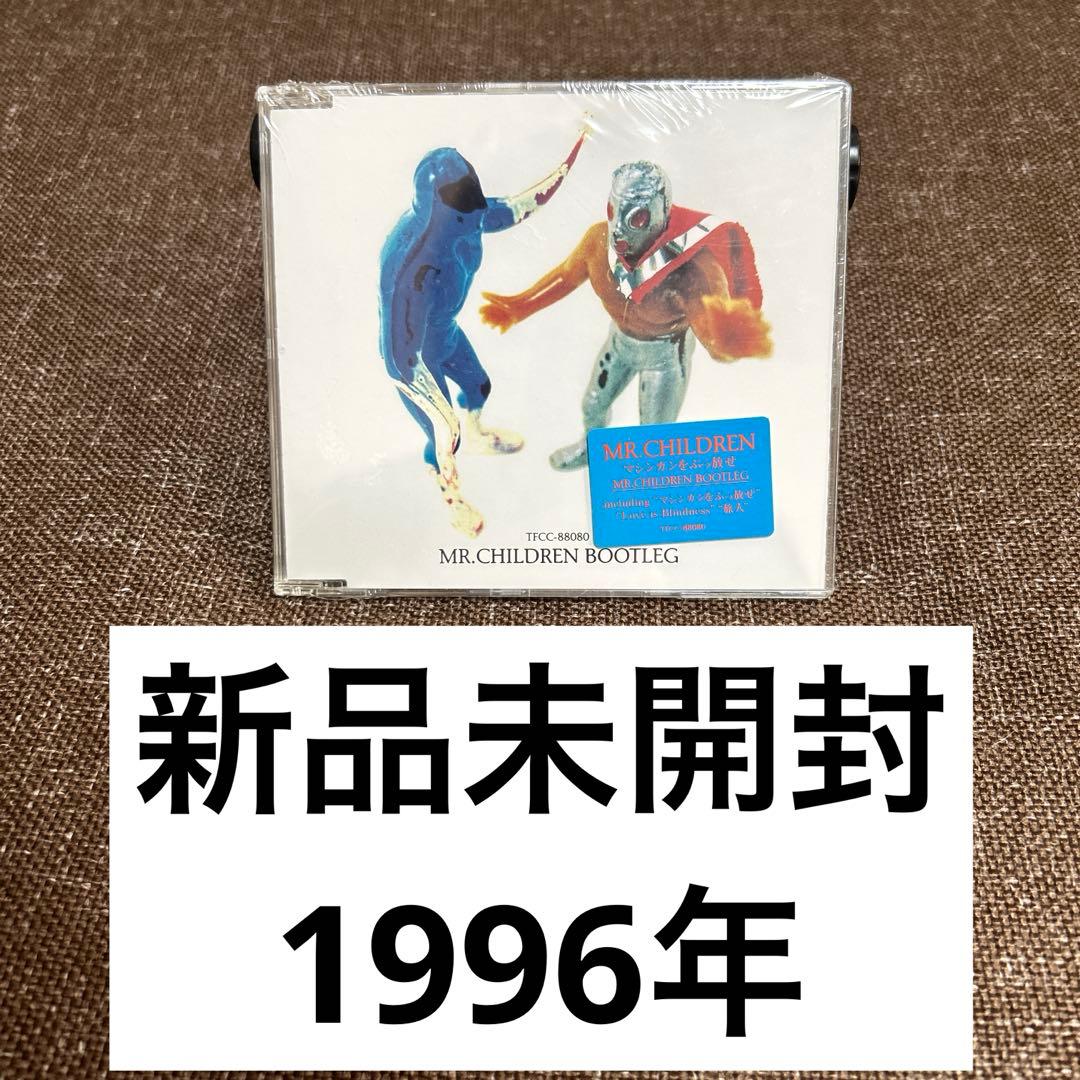 MR.CHILDREN
マシンガンをぶっ放せ
MR.CHILDREN BOOTLEG
including "マシンガンをぶっ放せ"
"Love is Blindness" "旅人"
TFCC-88080
TFCC-88080
MR.CHILDREN BOOTLEG
新品未開封
1996年